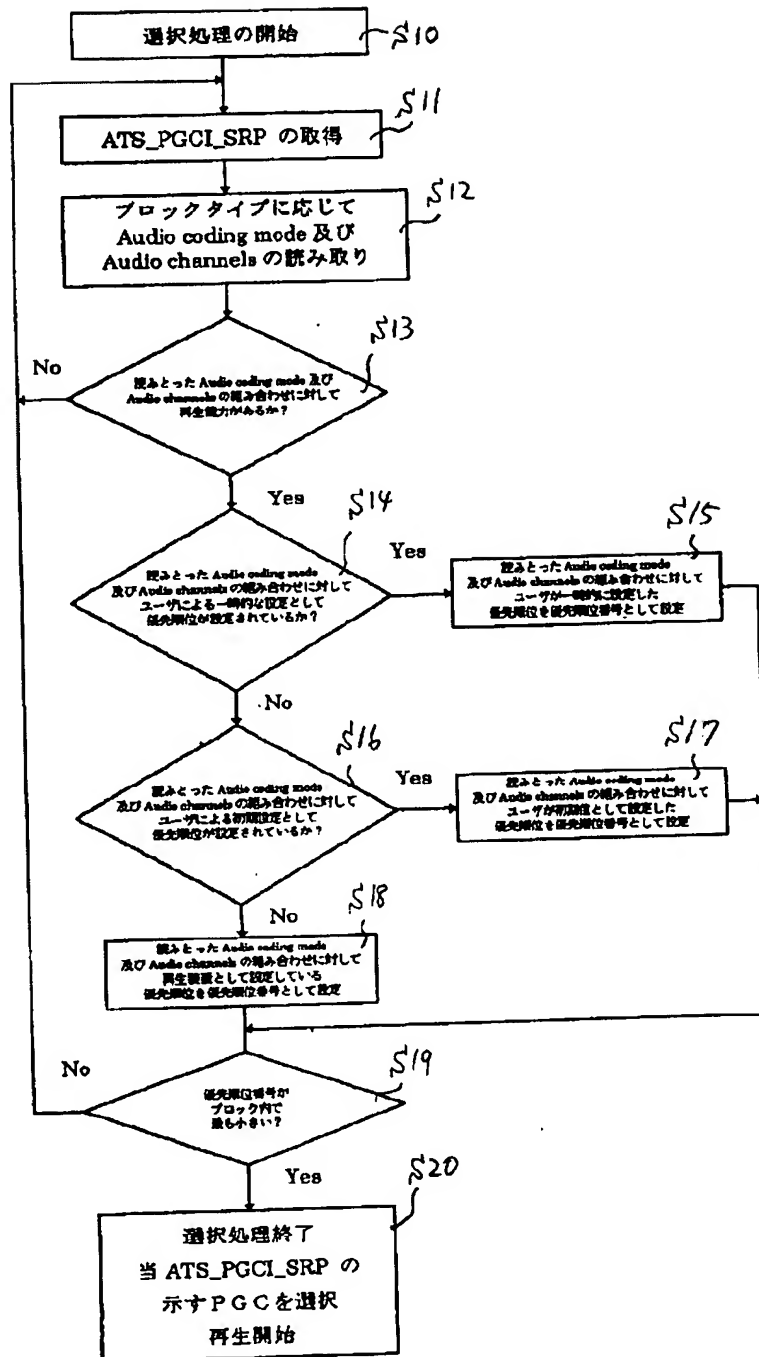 選択処理の開始
S10
S11
ATS_PGCI_SRP の取得
S12
ブロックタイプに応じて
Audio coding mode 及び
Audio channels の読み取り
S13
No
読みとった Audio coding mode 及び
Audio channels の組み合わせに対して
再生能力があるか?
Yes
S14
読みとった Audio coding mode
及び Audio channels の組み合わせに対して
ユーザによる一時的な設定として
優先順位が設定されているか?
Yes
S15
読みとった Audio coding mode
及び Audio channels の組み合わせに対して
ユーザが一時的に設定した
優先順位を優先順位番号として設定
No
S16
読みとった Audio coding mode
及び Audio channels の組み合わせに対して
ユーザによる初期設定として
優先順位が設定されているか?
Yes
S17
読みとった Audio coding mode
及び Audio channels の組み合わせに対して
ユーザが初期値として設定した
優先順位を優先順位番号として設定
No
S18
読みとった Audio coding mode
及び Audio channels の組み合わせに対して
再生装置として設定している
優先順位を優先順位番号として設定
No
S19
優先順位番号が
ブロック内で
最も小さい?
Yes
S20
選択処理終了
当 ATS_PGCI_SRP の
示すPGCを選択
再生開始